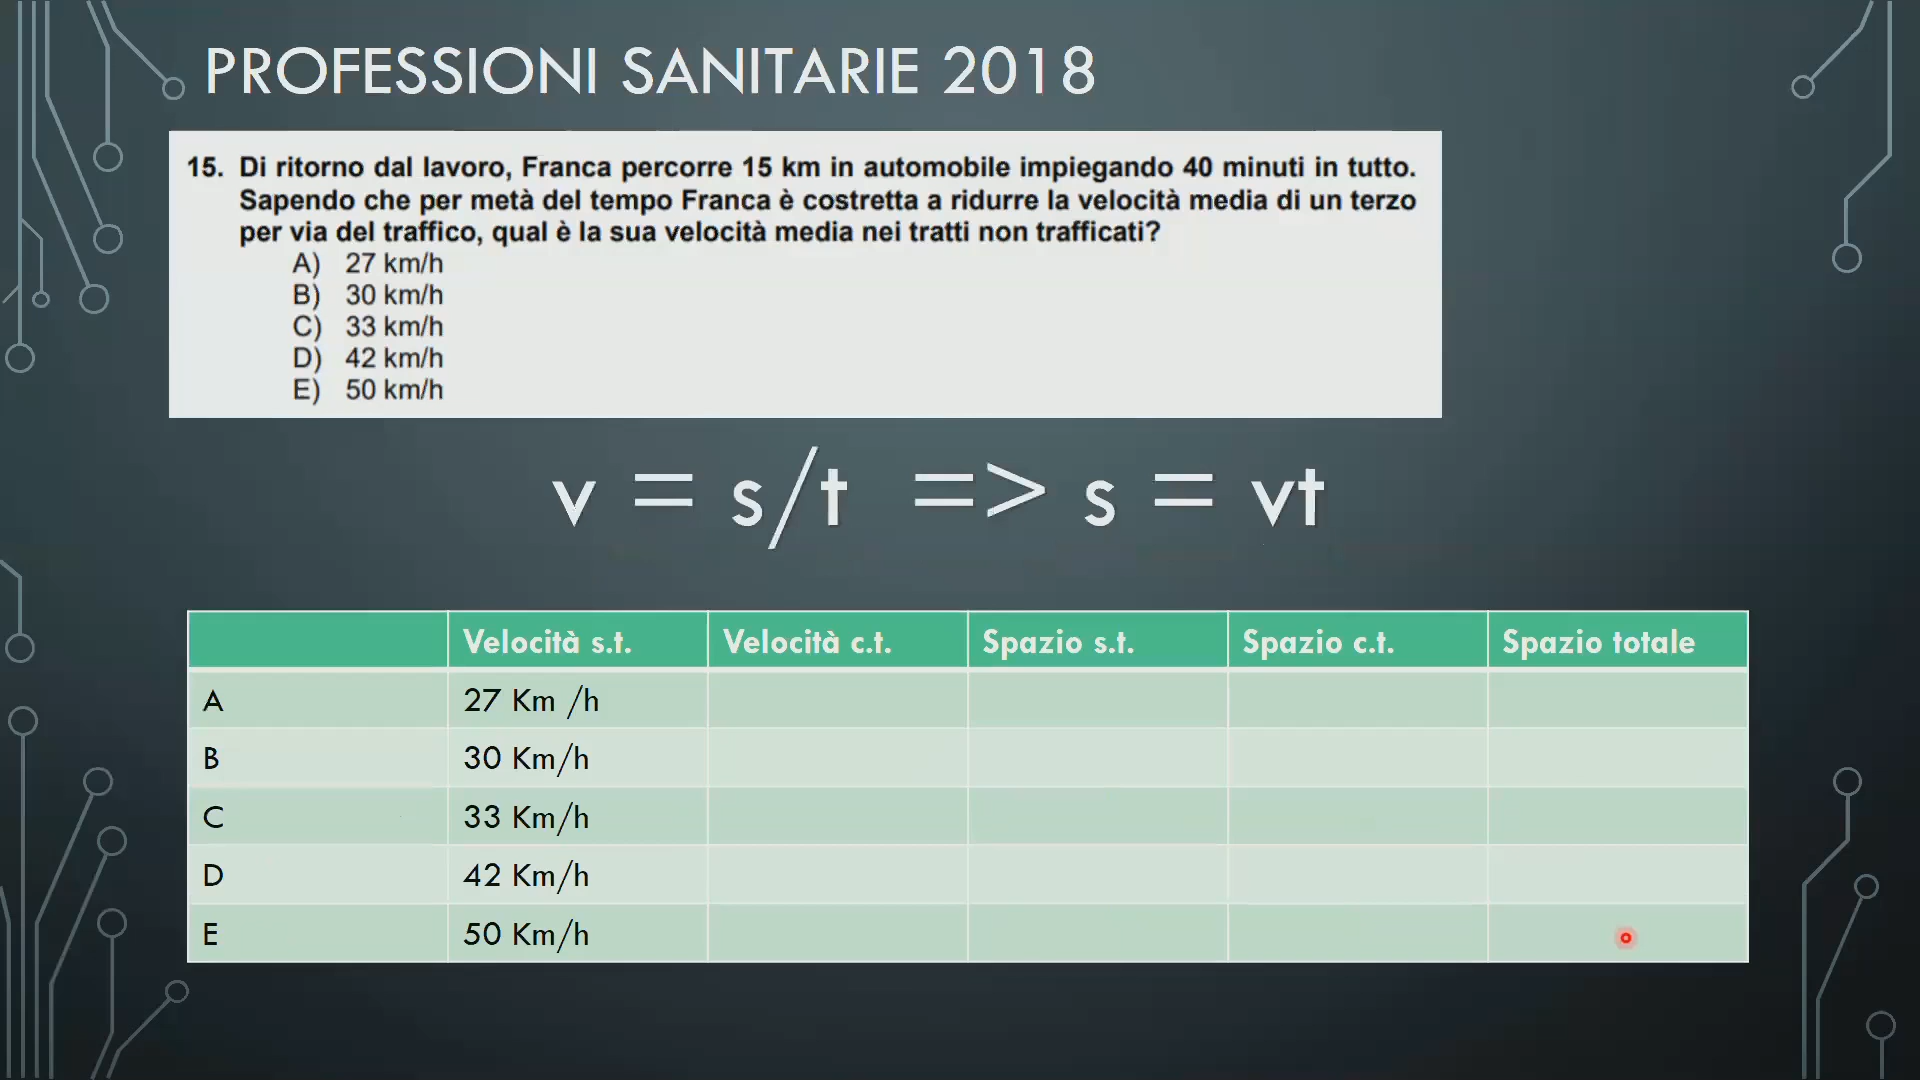 PROFESSIONI SANITARIE 2018
15. Di ritorno dal lavoro, Franca percorre 15 km in automobile impiegando 40 minuti in tutto.
Sapendo che per metà del tempo Franca è costretta a ridurre la velocità media di un terzo
per via del traffico, qual è la sua velocità media nei tratti non trafficati?
A) 27 km/h
B) 30 km/h
C) 33 km/h
D) 42 km/h
E) 50 km/h
v = s/t => s = vt
Velocità s.t. Velocità c.t. Spazio s.t. Spazio c.t. Spazio totale
A 27 Km /h
B 30 Km/h
C 33 Km/h
D 42 Km/h
E 50 Km/h